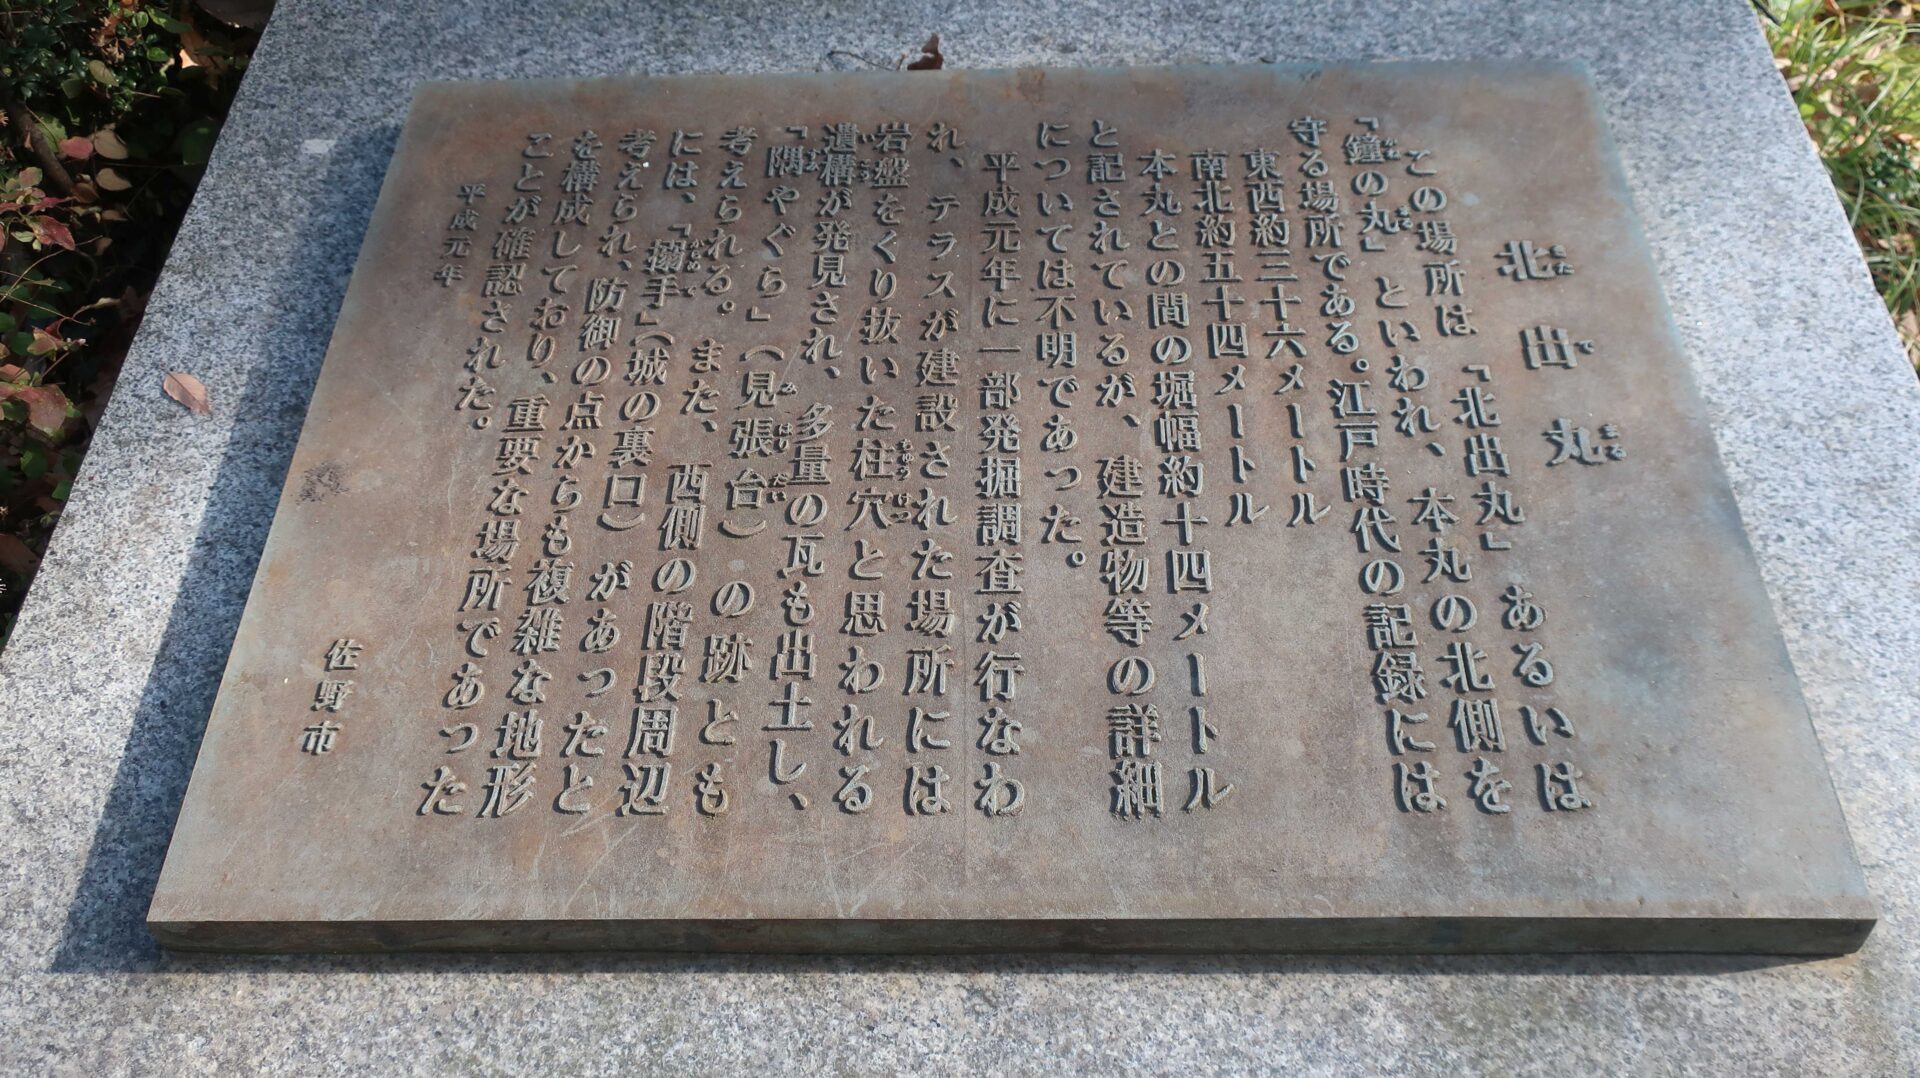 北出丸
この場所は「北出丸」あるいは
「鐘の丸」といわれ、本丸の北側を
守る場所である。江戸時代の記録には
東西約三十六メートル
南北約五十四メートル
本丸との間の堀幅約十四メートル
と記されているが、建造物等の詳細
については不明であった。
平成元年に一部発掘調査が行なわ
れ、テラスが建設された場所には
岩盤をくり抜いた柱穴と思われる
遺構が発見され、多量の瓦も出土し、
「隅やぐら」（見張台）の跡とも
考えられる。また、西側の階段周辺
には、「搦手」（城の裏口）があったと
考えられ、防御の点からも複雑な地形
を構成しており、重要な場所であった
ことが確認された。
平成元年
佐野市